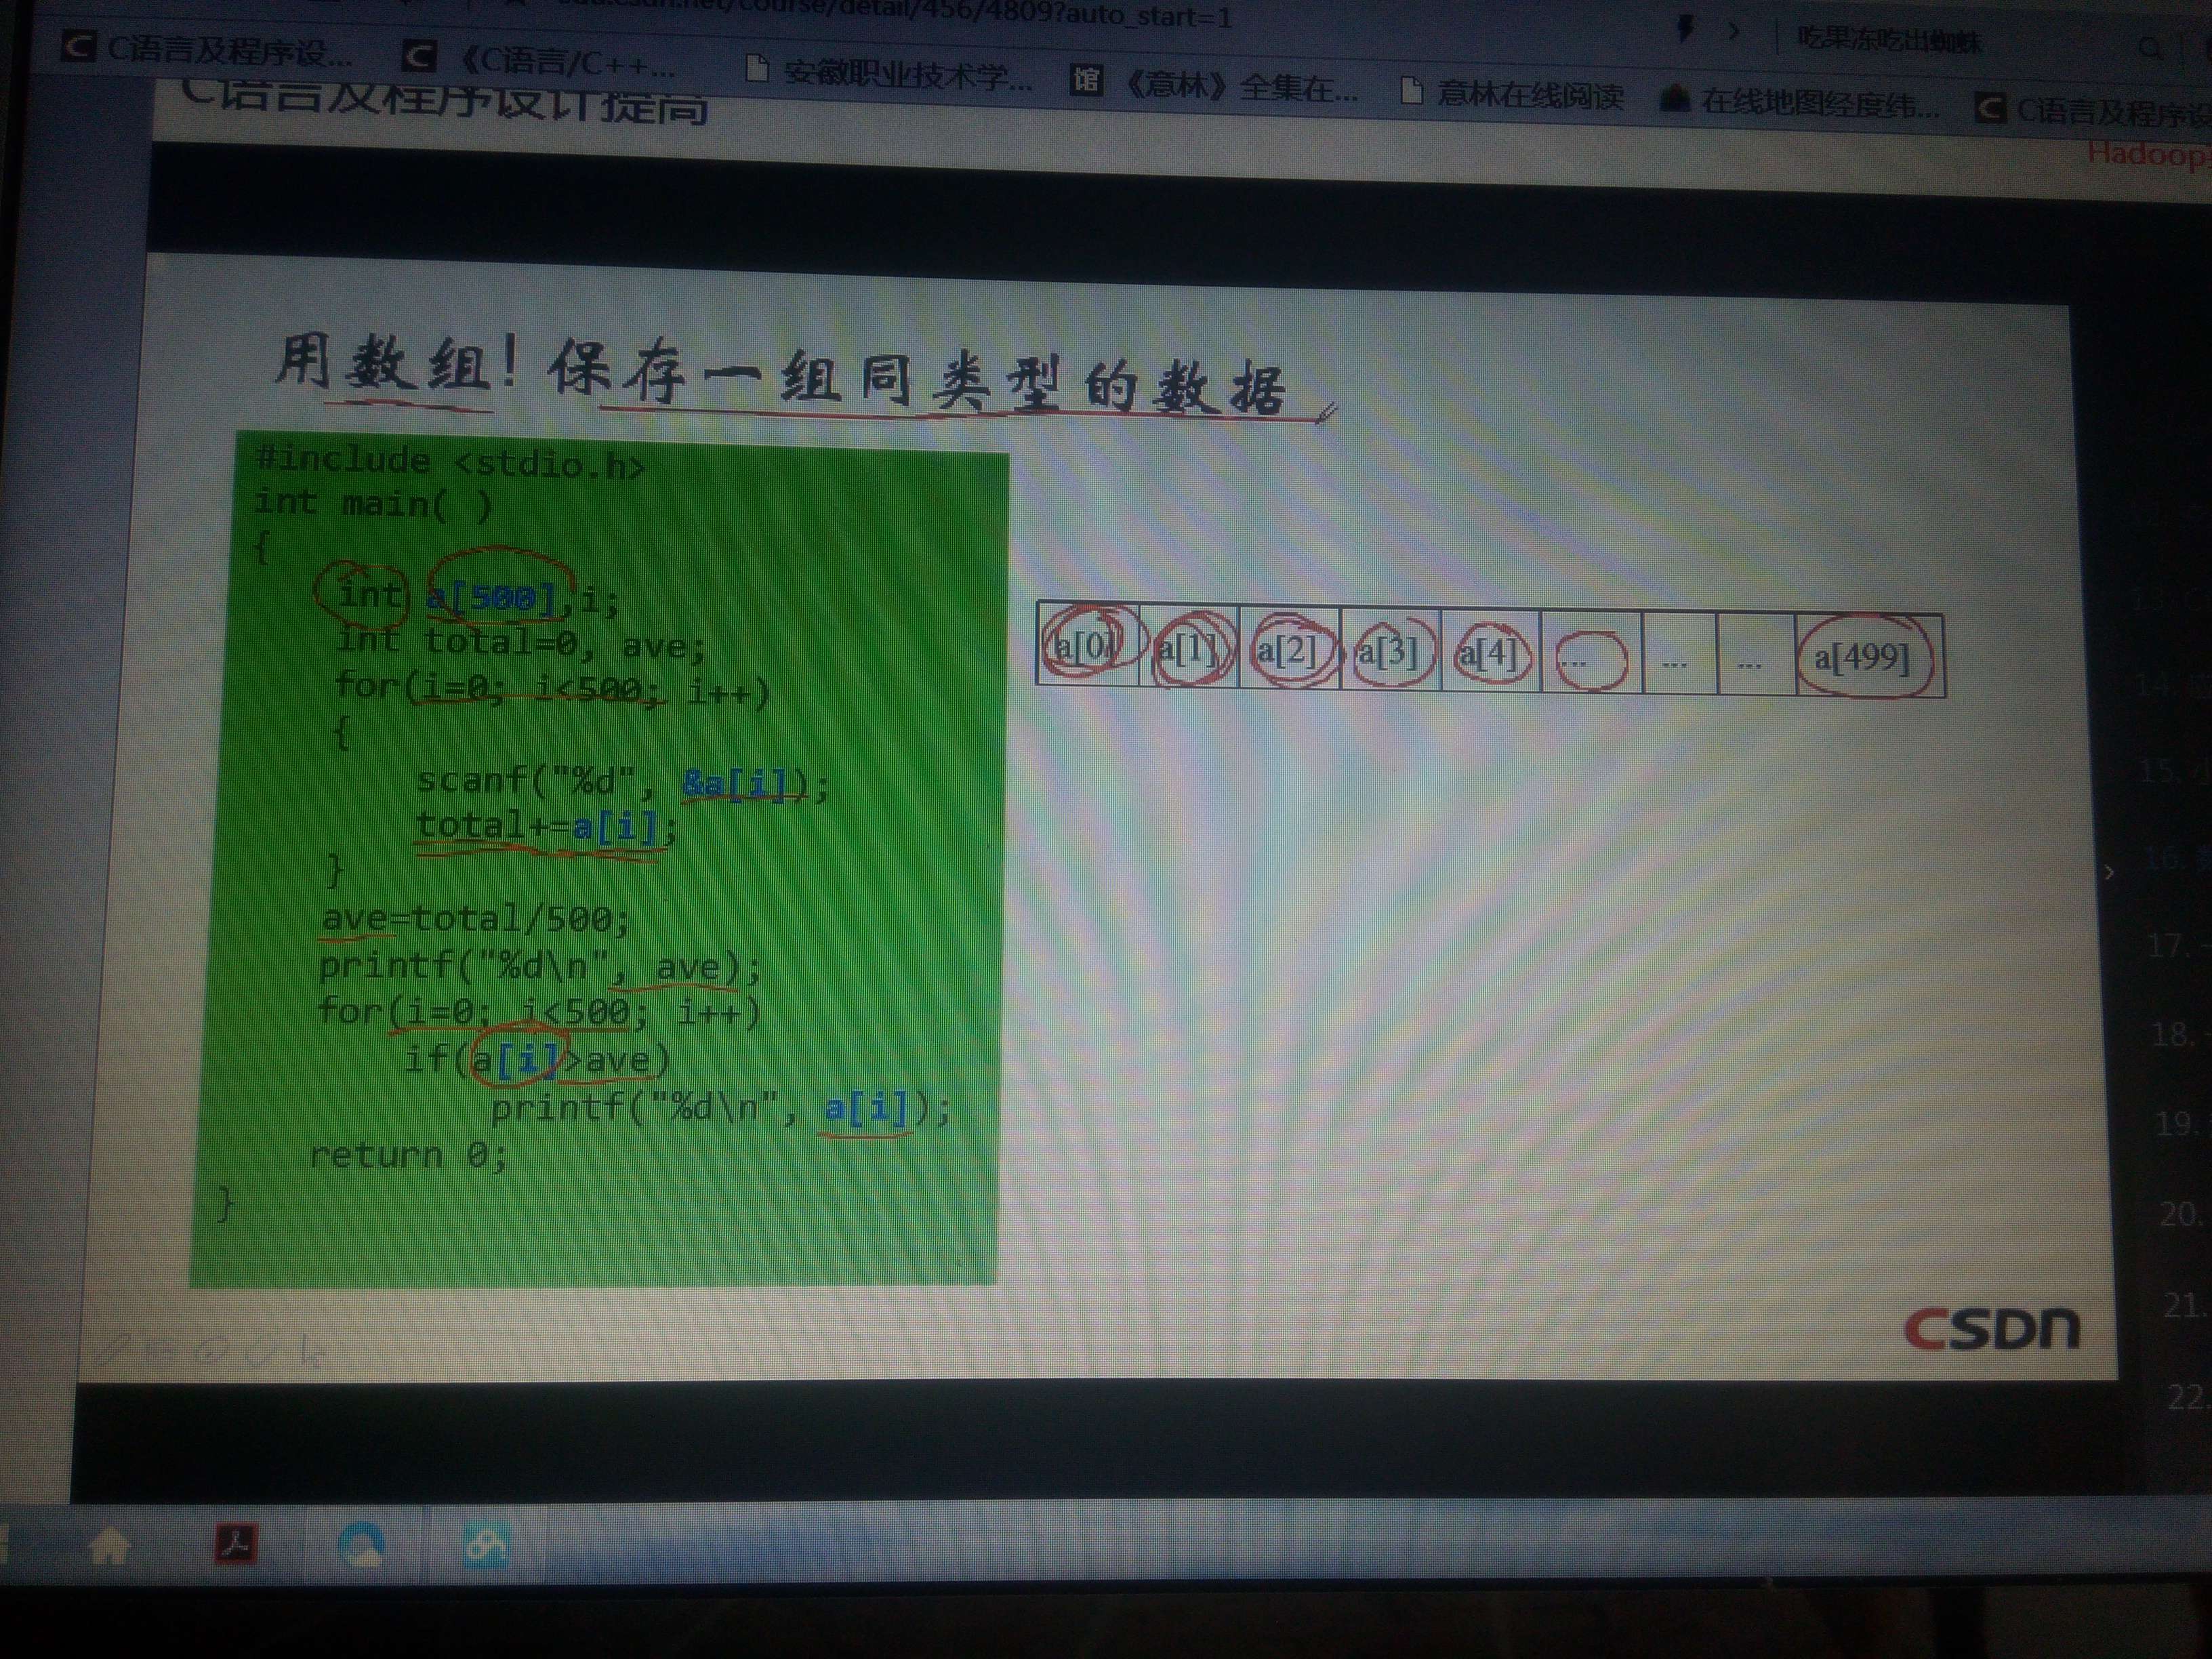 /course/detail/456/4809?auto_start=1
吃果冻吃出蜘蛛
C语言及程序设...
《C语言/C++...
安徽职业技术学...
馆
《意林》全集在...
意林在线阅读
在线地图经度纬...
C语言及程序设
C语言及程序设计提高
Hadoop
用数组!保存一组同类型的数据
#include <stdio.h>
int main( )
{
int a[500],i;
int total=0, ave;
for(i=0; i<500; i++)
{
scanf("%d", &a[i]);
total+=a[i];
}
ave=total/500;
printf("%d\n", ave);
for(i=0; i<500; i++)
if(a[i]>ave)
printf("%d\n", a[i]);
return 0;
}
a[0] a[1] a[2] a[3] a[4] ... ... ... a[499]
15.
16.
17.
18.
19.
20.
21.
22.
CSDN